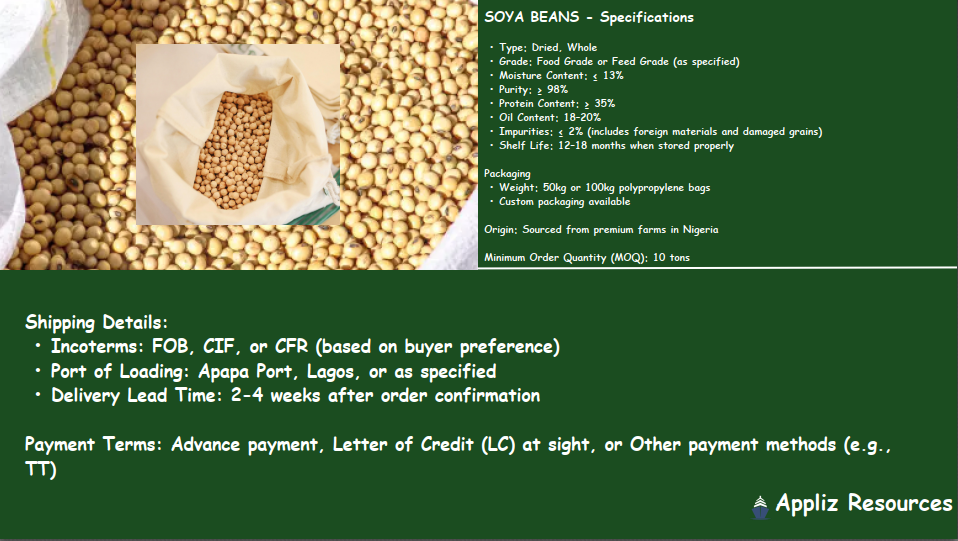 SOYA BEANS - Specifications
• Type: Dried, Whole
• Grade: Food Grade or Feed Grade (as specified)
• Moisture Content: ≤ 13%
• Purity: ≥ 98%
• Protein Content: ≥ 35%
• Oil Content: 18-20%
• Impurities: ≤ 2% (includes foreign materials and damaged grains)
• Shelf Life: 12-18 months when stored properly
Packaging
• Weight: 50kg or 100kg polypropylene bags
• Custom packaging available
Origin: Sourced from premium farms in Nigeria
Minimum Order Quantity (MOQ): 10 tons
Shipping Details:
• Incoterms: FOB, CIF, or CFR (based on buyer preference)
• Port of Loading: Apapa Port, Lagos, or as specified
• Delivery Lead Time: 2-4 weeks after order confirmation
Payment Terms: Advance payment, Letter of Credit (LC) at sight, or Other payment methods (e.g.,
TT)
Appliz Resources